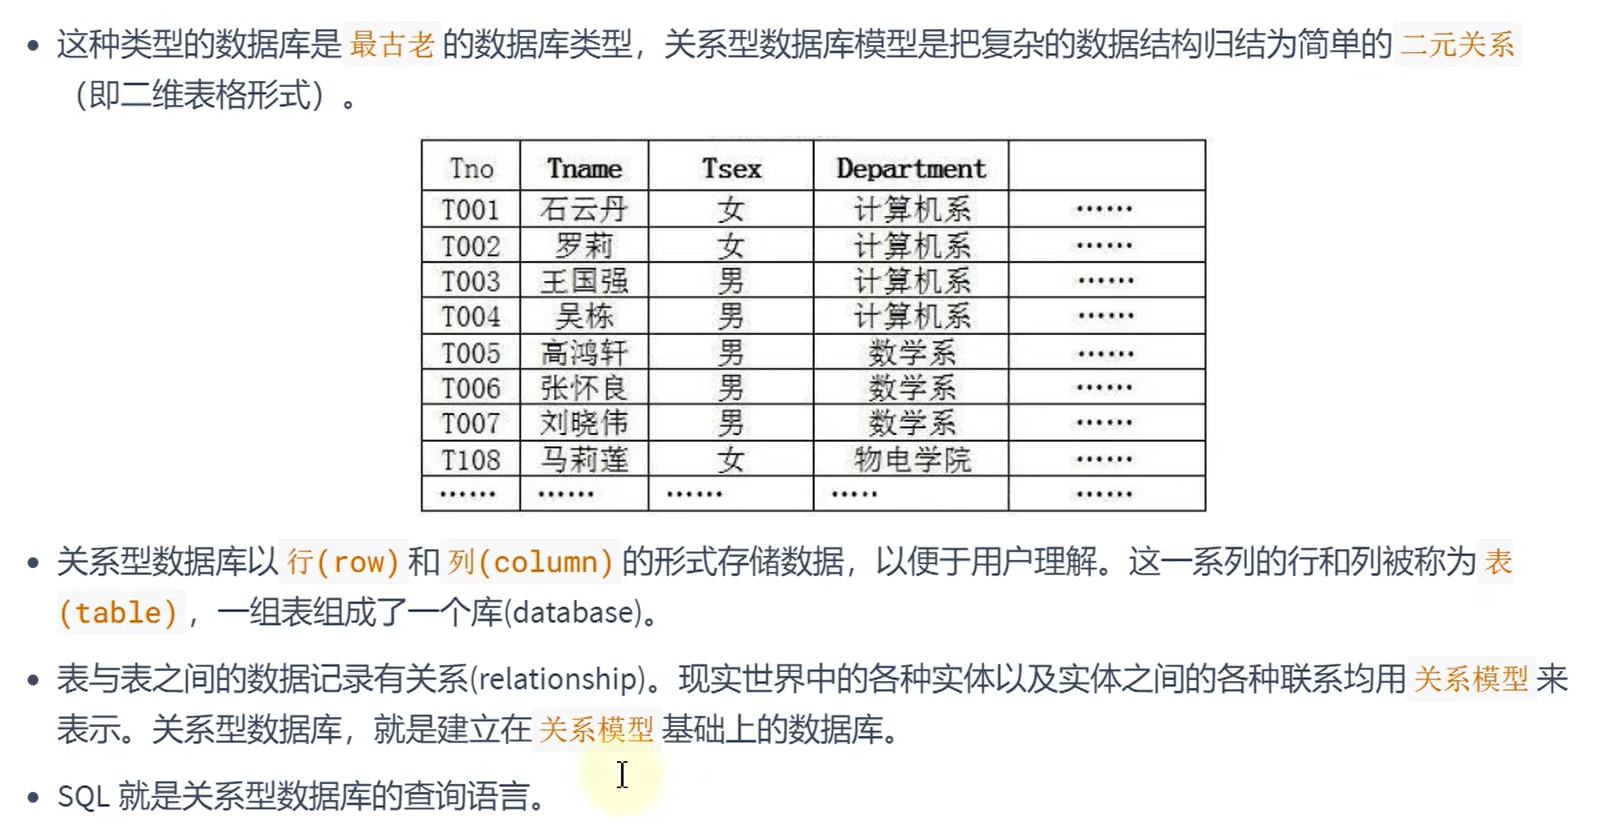 这种类型的数据库是 最古老 的数据库类型，关系型数据库模型是把复杂的数据结构归结为简单的 二元关系
（即二维表格形式）。
Tno Tname Tsex Department
T001 石云丹 女 计算机系 ······
T002 罗莉 女 计算机系 ······
T003 王国强 男 计算机系 ······
T004 吴栋 男 计算机系 ······
T005 高鸿轩 男 数学系 ······
T006 张怀良 男 数学系 ······
T007 刘晓伟 男 数学系 ······
T108 马莉莲 女 物电学院 ······
······ ······ ······ ····· ······
关系型数据库以 行(row) 和 列(column) 的形式存储数据，以便于用户理解。这一系列的行和列被称为 表
(table) ，一组表组成了一个库(database)。
表与表之间的数据记录有关系(relationship)。现实世界中的各种实体以及实体之间的各种联系均用 关系模型 来
表示。关系型数据库，就是建立在 关系模型 基础上的数据库。
SQL 就是关系型数据库的查询语言。